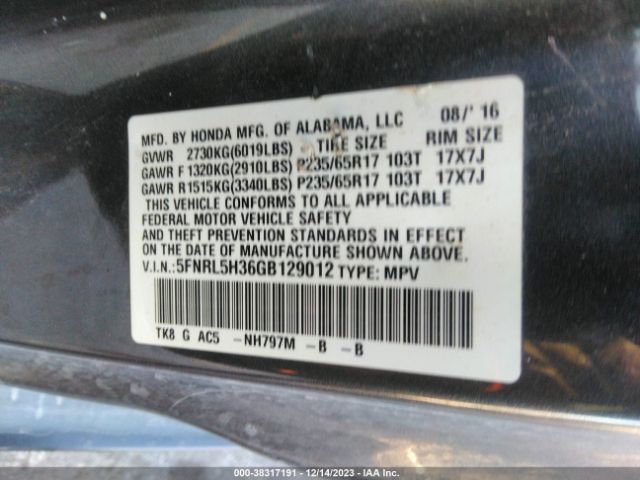 MFD. BY HONDA MFG. OF ALABAMA, LLC 08/' 16
GVWR 2730KG(6019LBS) TIRE SIZE RIM SIZE
GAWR F1320KG(2910LBS) P235/65R17 103T 17X7J
GAWR R1515KG(3340LBS) P235/65R17 103T 17X7J
THIS VEHICLE CONFORMS TO ALL APPLICABLE
FEDERAL MOTOR VEHICLE SAFETY
AND THEFT PREVENTION STANDARDS IN EFFECT
ON THE DATE OF MANUFACTURE SHOWN ABOVE.
V.I.N.:5FNRL5H36GB129012 TYPE: MPV
TK8 G AC5 -NH797M -B -B
000-38317191 - 12/14/2023 - IAA Inc.